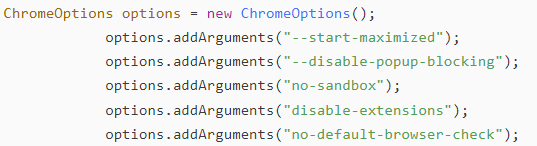 ChromeOptions options = new ChromeOptions();
options.addArguments("--start-maximized");
options.addArguments("--disable-popup-blocking");
options.addArguments("no-sandbox");
options.addArguments("disable-extensions");
options.addArguments("no-default-browser-check");